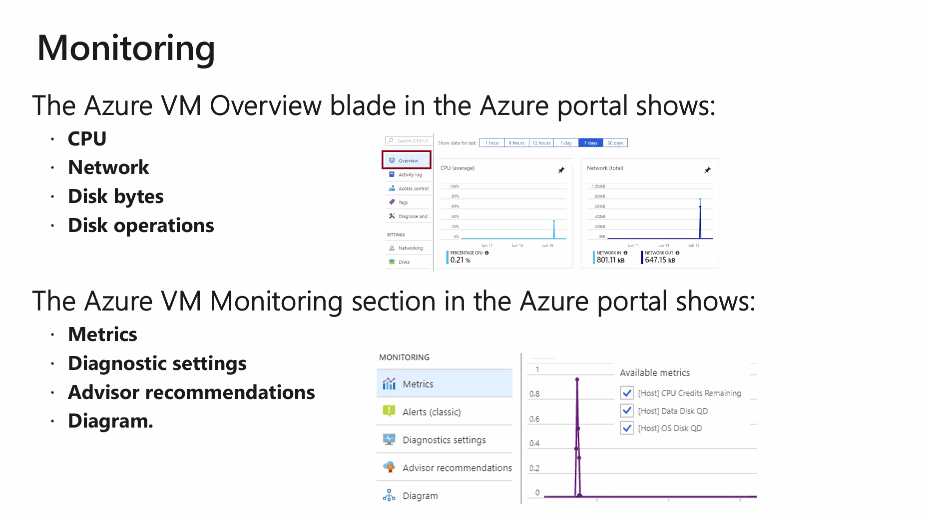 Monitoring
The Azure VM Overview blade in the Azure portal shows:
· CPU
· Network
· Disk bytes
· Disk operations
Show data for last:
1 hour
6 hours
12 hours
1 day
7 days
30 days
Overview
Activity log
Access control
Tags
Diagnose and
SETTINGS
Networking
Disks
CPU (average)
100%
80%
60%
40%
20%
0%
PERCENTAGE CPU
0.21 %
Network (total)
NETWORK IN
801.11 kB
NETWORK OUT
647.15 kB
The Azure VM Monitoring section in the Azure portal shows:
· Metrics
· Diagnostic settings
· Advisor recommendations
· Diagram.
MONITORING
Metrics
Alerts (classic)
Diagnostics settings
Advisor recommendations
Diagram
1
0.8
0.6
0.4
0.2
0
Available metrics
[Host] CPU Credits Remaining
[Host] Data Disk QD
[Host] OS Disk QD